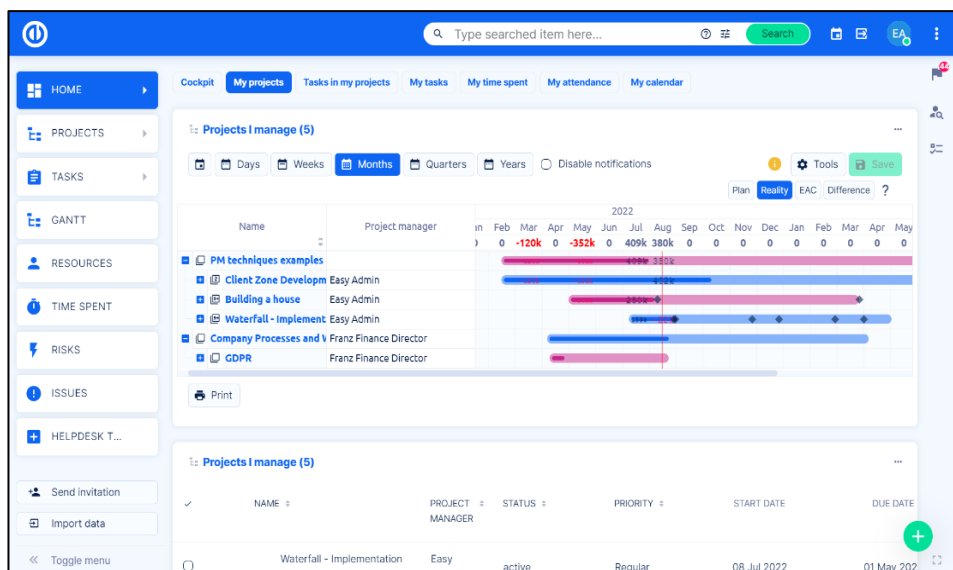 Type searched item here...
Search
EA
44
HOME
PROJECTS
TASKS
GANTT
RESOURCES
TIME SPENT
RISKS
ISSUES
HELPDESK T...
Send invitation
Import data
Toggle menu
Cockpit My projects Tasks in my projects My tasks My time spent My attendance My calendar
Projects I manage (5)
Days Weeks Months Quarters Years Disable notifications Tools Save
Plan Reality EAC Difference ?
2022
Name Project manager
Feb Mar Apr May Jun Jul Aug Sep Oct Nov Dec Jan Feb Mar Apr May
0 -120k 0 -352k 0 409k 380k 0 0 0 0 0 0 0 0 0
PM techniques examples
Client Zone Developm Easy Admin
Building a house Easy Admin
Waterfall - Implement Easy Admin
Company Processes and Franz Finance Director
GDPR Franz Finance Director
Print
Projects I manage (5)
NAME PROJECT MANAGER STATUS PRIORITY START DATE DUE DATE
Waterfall - Implementation Easy active Regular 08 Jul 2022 01 May 202